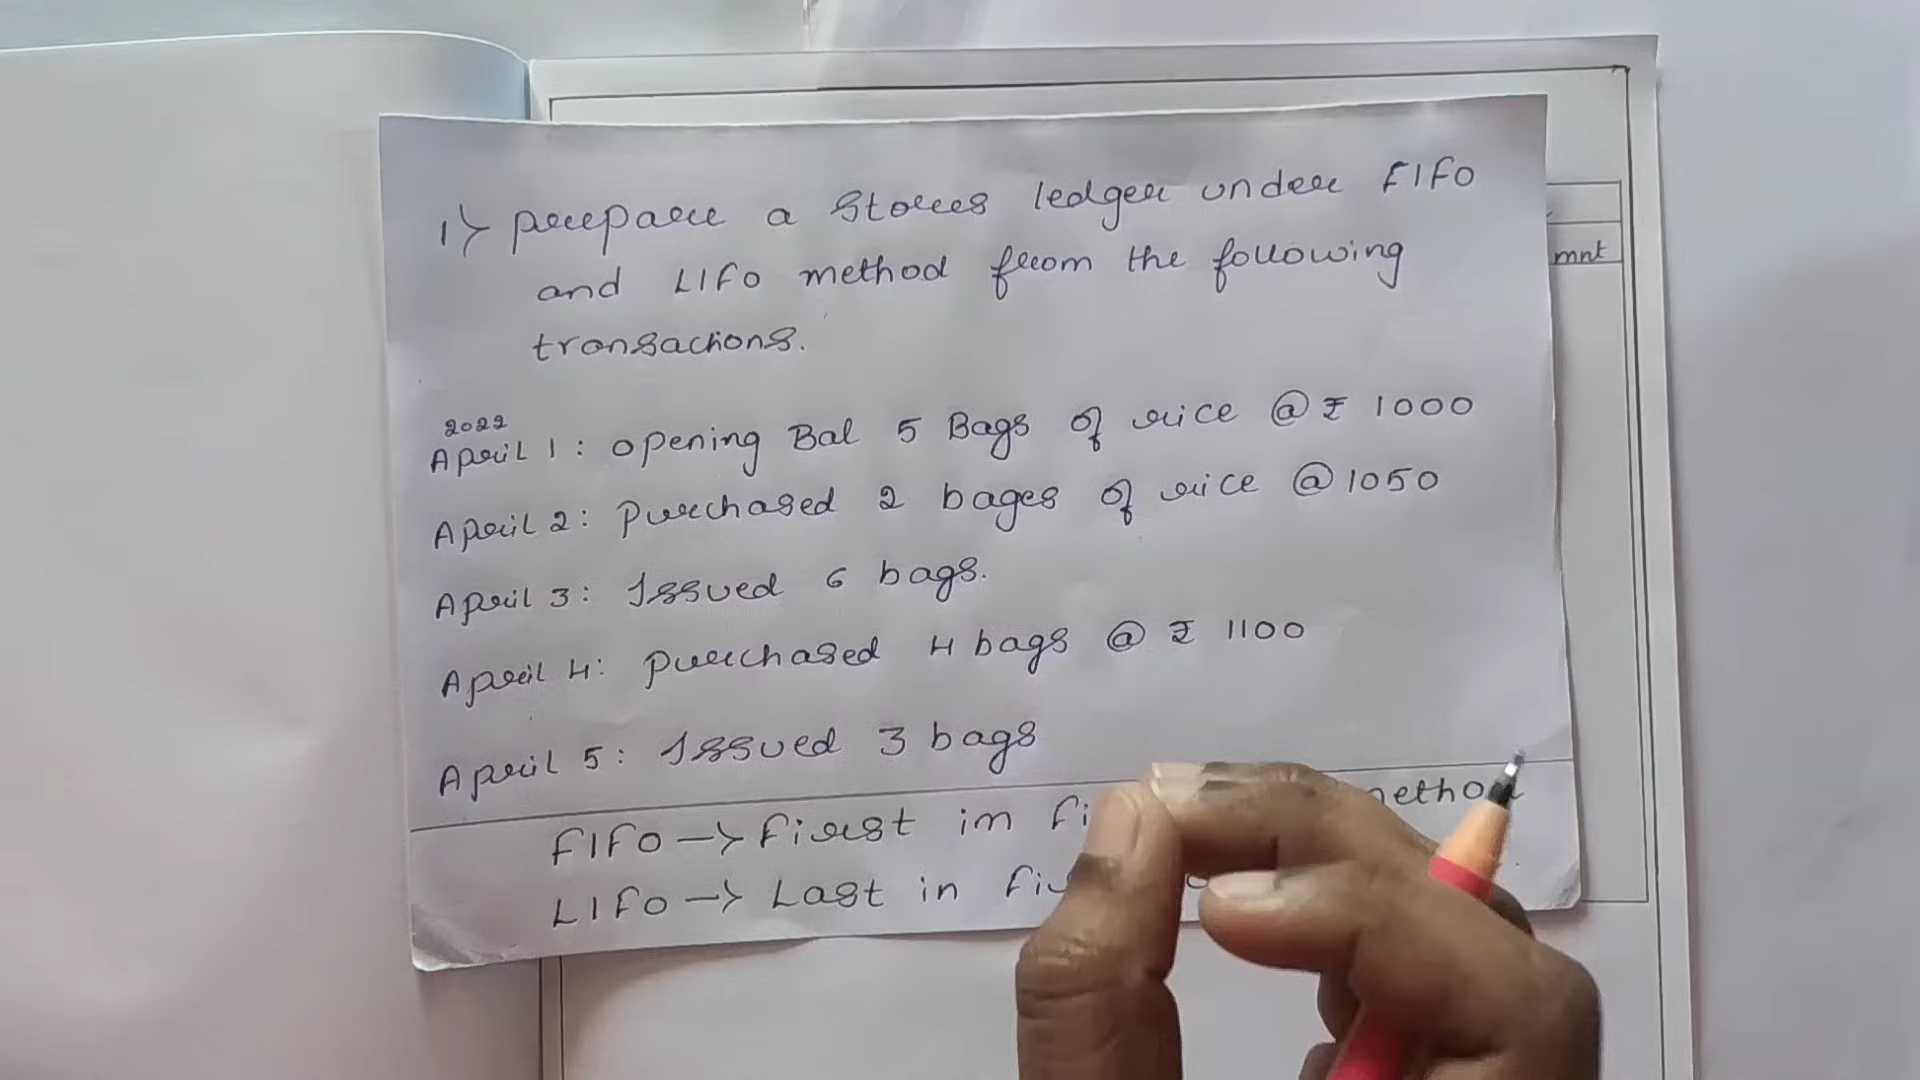 1) prepare a stores ledger under FIFO
and LIFO method from the following
transactions.
2022
April 1: opening Bal 5 Bags of rice @ ₹ 1000
April 2: purchased 2 bages of rice @ 1050
April 3: Issued 6 bags.
April 4: purchased 4 bags @ ₹ 1100
April 5: Issued 3 bags
FIFO → First in method
LIFO → Last in
mnt